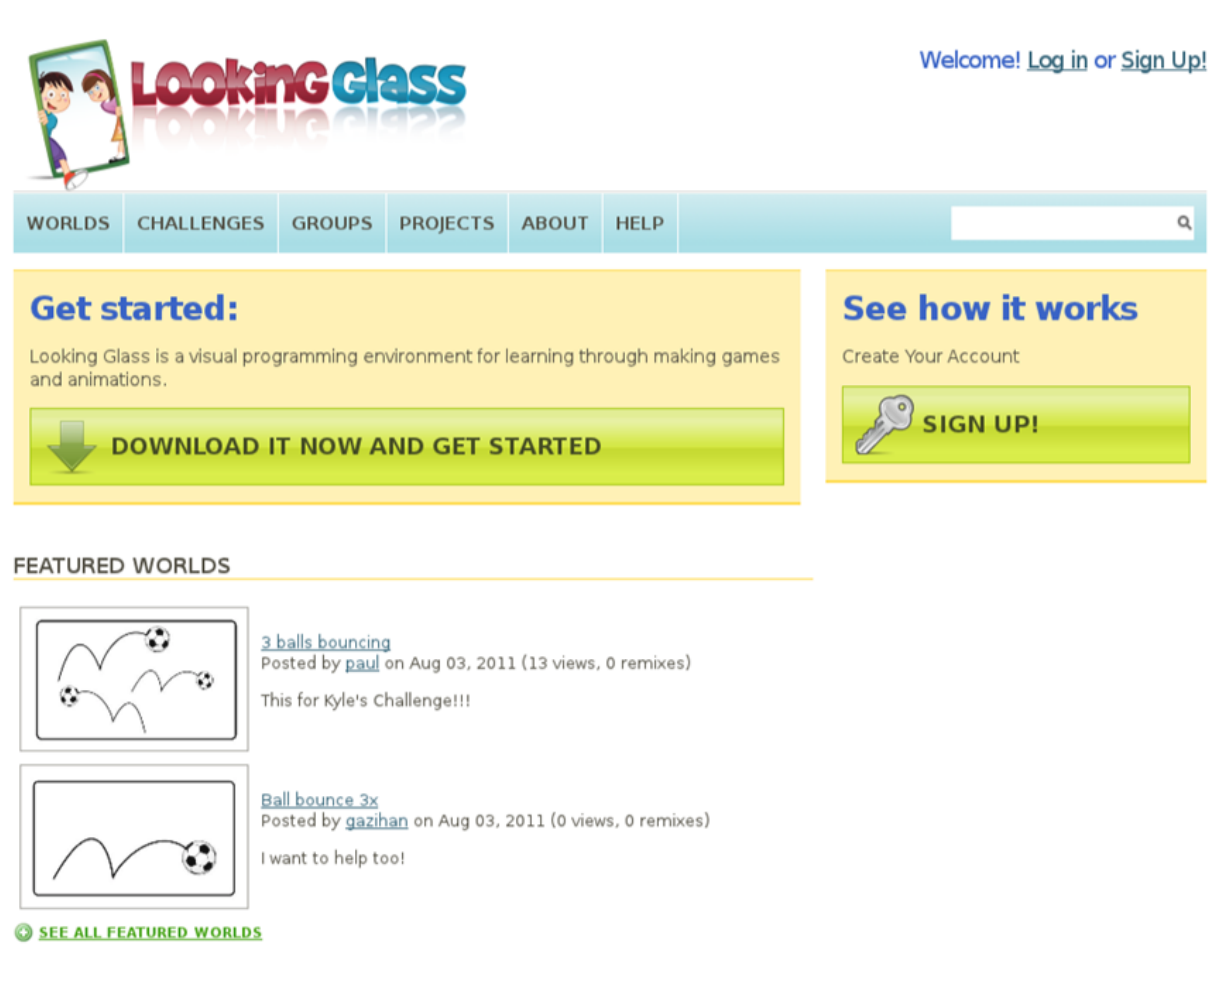 LookinG Glass
Welcome! Log in or Sign Up!
WORLDS CHALLENGES GROUPS PROJECTS ABOUT HELP
Get started:
Looking Glass is a visual programming environment for learning through making games
and animations.
DOWNLOAD IT NOW AND GET STARTED
See how it works
Create Your Account
SIGN UP!
FEATURED WORLDS
3 balls bouncing
Posted by paul on Aug 03, 2011 (13 views, 0 remixes)
This for Kyle's Challenge!!!
Ball bounce 3x
Posted by gazihan on Aug 03, 2011 (0 views, 0 remixes)
I want to help too!
SEE ALL FEATURED WORLDS